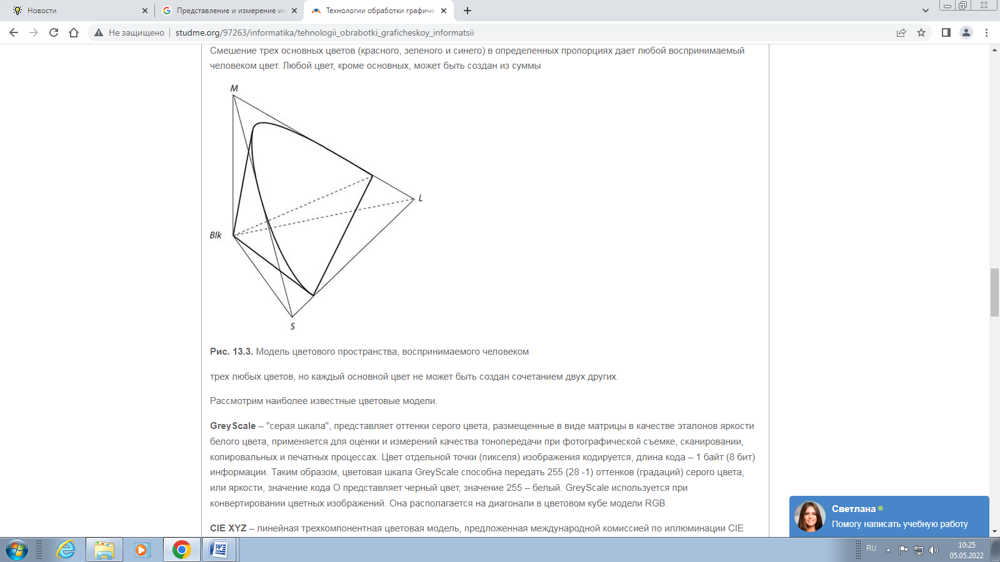 Новости
Представление и измерение ин
Технологии обработки графиче
Не защищено
studme.org/97263/informatika/tehnologii_obrabotki_graficheskoy_informatsii
Смешение трех основных цветов (красного, зеленого и синего) в определенных пропорциях дает любой воспринимаемый
человеком цвет. Любой цвет, кроме основных, может быть создан из суммы
M
L
Blk
S
Рис. 13.3. Модель цветового пространства, воспринимаемого человеком
трех любых цветов, но каждый основной цвет не может быть создан сочетанием двух других.
Рассмотрим наиболее известные цветовые модели.
GreyScale – "серая шкала", представляет оттенки серого цвета, размещенные в виде матрицы в качестве эталонов яркости
белого цвета, применяется для оценки и измерений качества тонопередачи при фотографической съемке, сканировании,
копировальных и печатных процессах. Цвет отдельной точки (пикселя) изображения кодируется, длина кода – 1 байт (8 бит)
информации. Таким образом, цветовая шкала GreyScale способна передать 255 (28 -1) оттенков (градаций) серого цвета,
или яркости, значение кода О представляет черный цвет, значение 255 – белый. GreyScale используется при
конвертировании цветных изображений. Она располагается на диагонали в цветовом кубе модели RGB.
CIE XYZ – линейная трехкомпонентная цветовая модель, предложенная международной комиссией по иллюминации CIE
Светлана
Помогу написать учебную работу
RU
10:25
05.05.2022